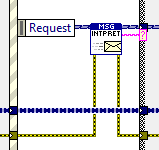 Request
MSG
INTPRET
?